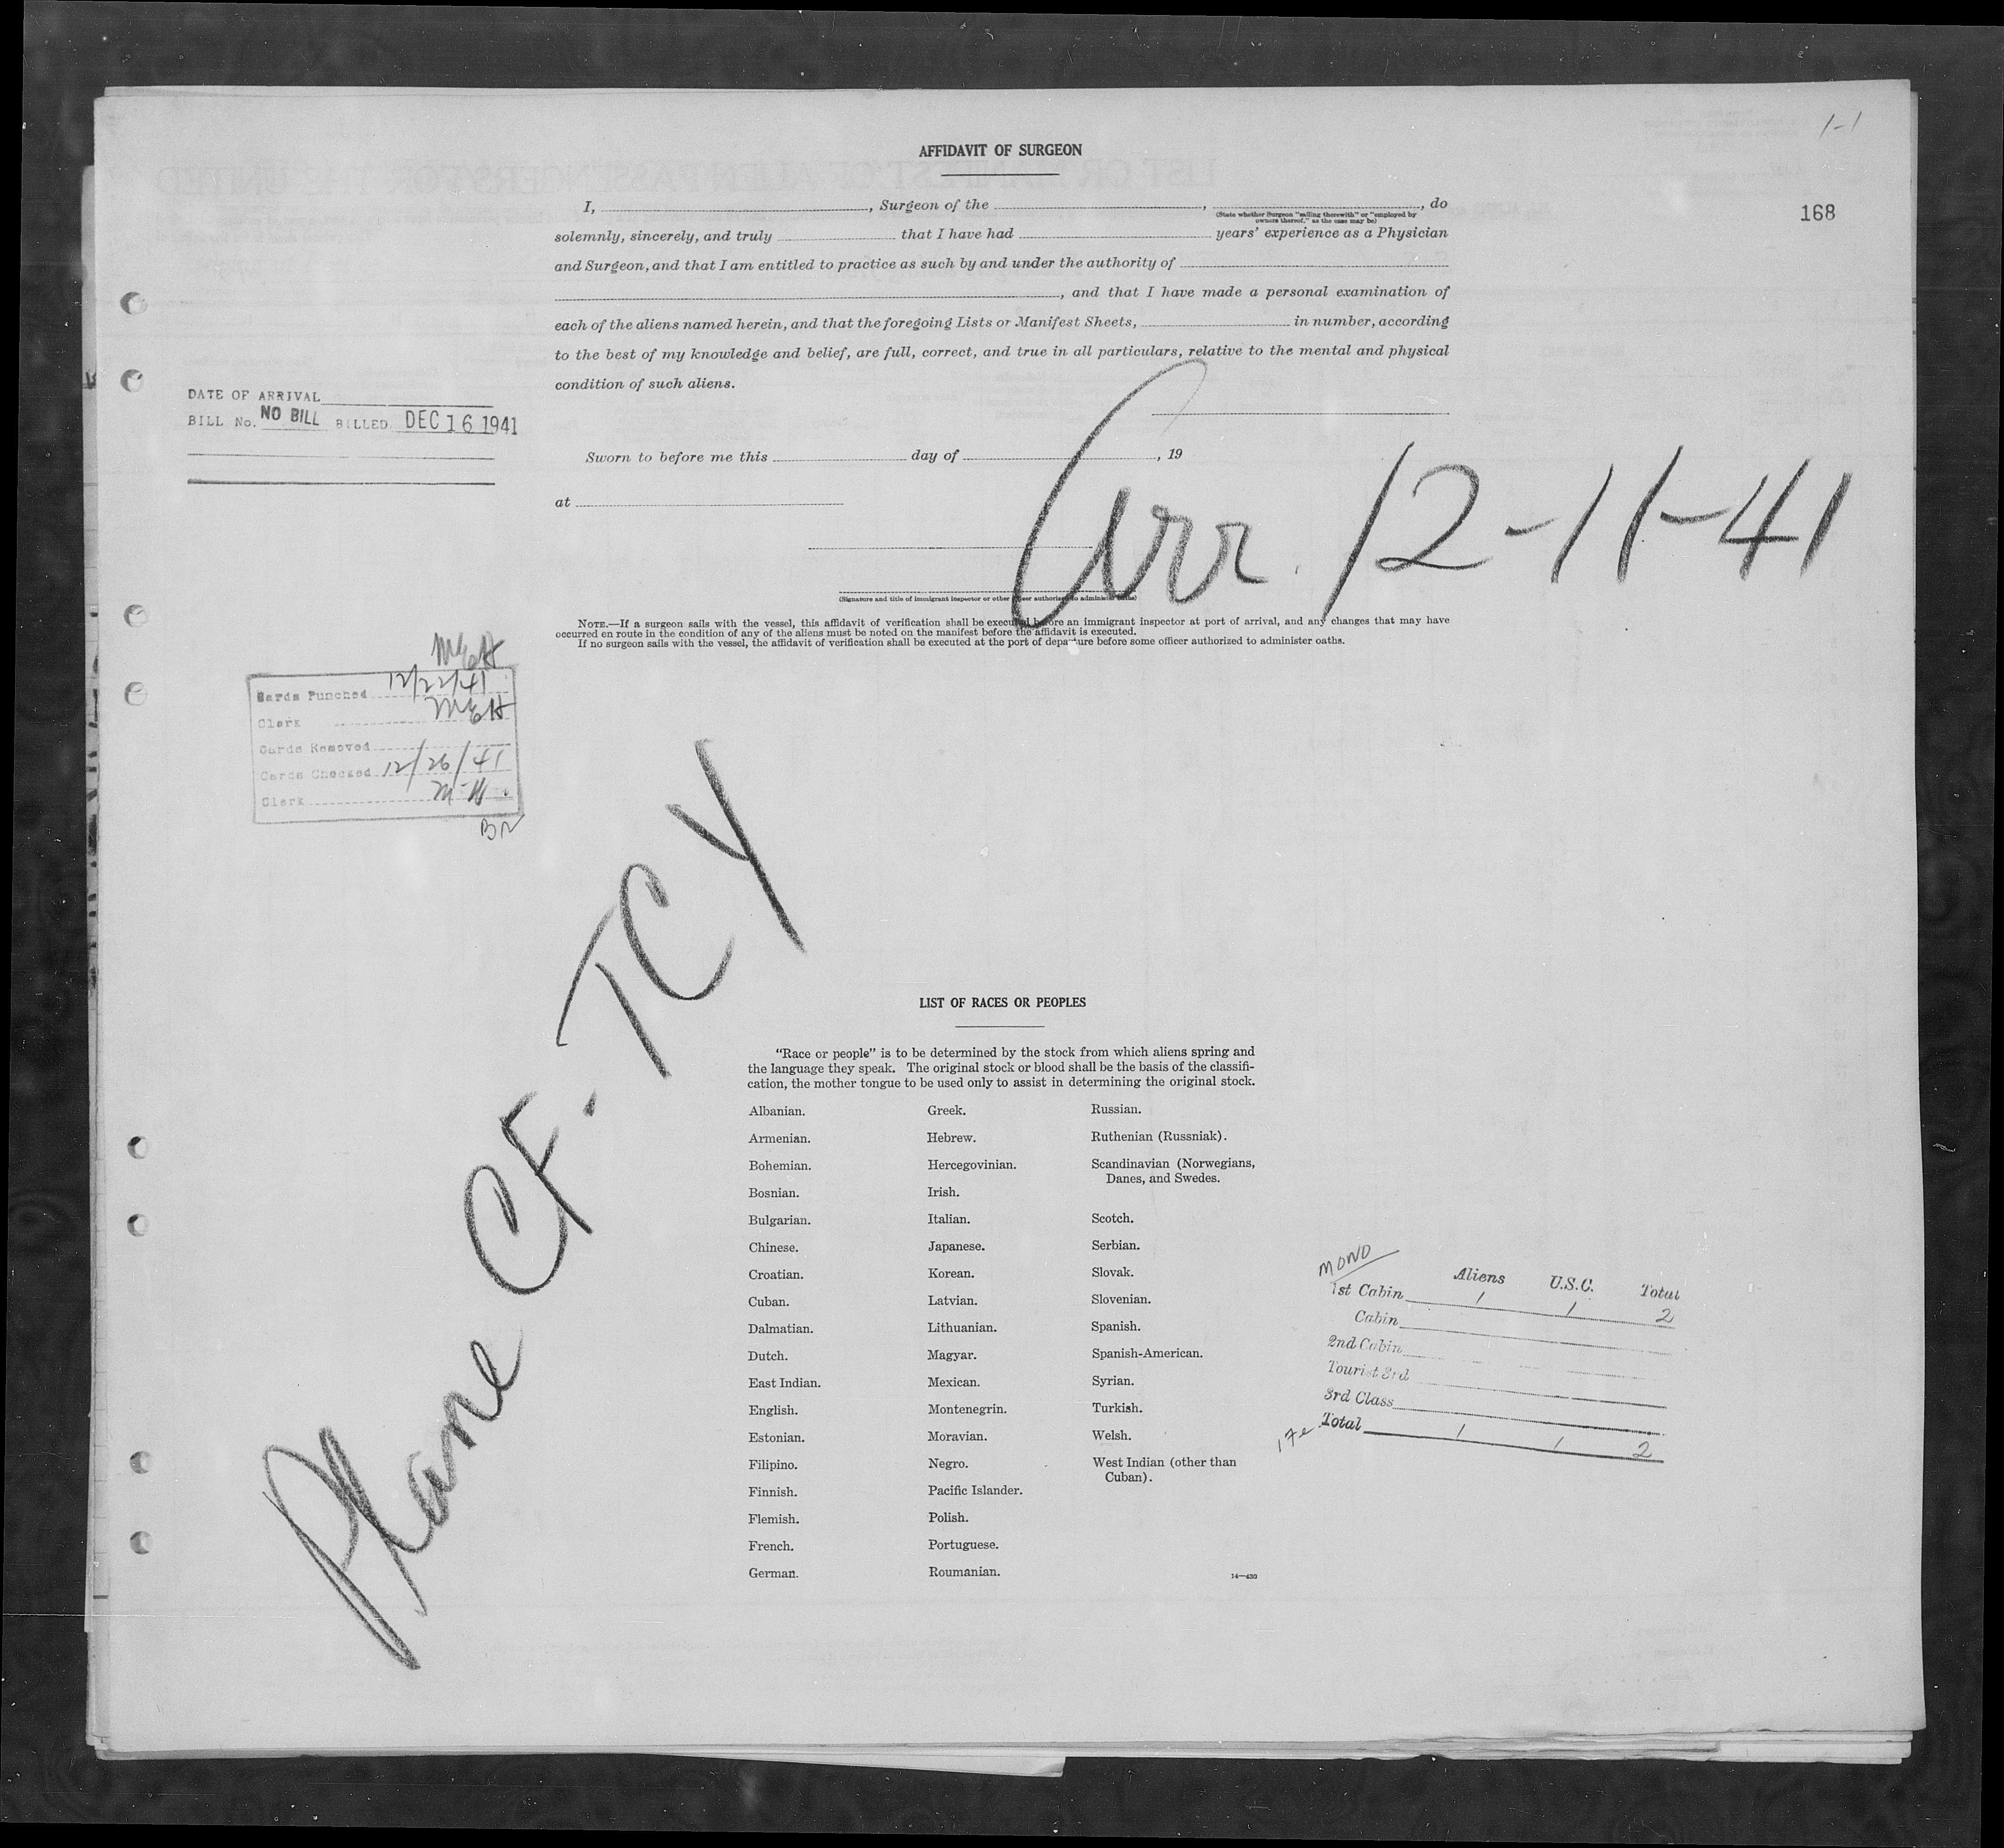 1-1
168
AFFIDAVIT OF SURGEON
I, , Surgeon of the , , do
(State whether Surgeon "sailing therewith" or "employed by
owners thereof," as the case may be)
solemnly, sincerely, and truly that I have had years' experience as a Physician
and Surgeon, and that I am entitled to practice as such by and under the authority of
, and that I have made a personal examination of
each of the aliens named herein, and that the foregoing Lists or Manifest Sheets, in number, according
to the best of my knowledge and belief, are full, correct, and true in all particulars, relative to the mental and physical
condition of such aliens.
DATE OF ARRIVAL
BILL No. NO BILL BILLED DEC 16 1941
Sworn to before me this day of , 19
at
Arr. 12-11-41
(Signature and title of immigrant inspector or other officer authorized to administer oaths)
NOTE.—If a surgeon sails with the vessel, this affidavit of verification shall be executed before an immigrant inspector at port of arrival, and any changes that may have
occurred en route in the condition of any of the aliens must be noted on the manifest before the affidavit is executed.
If no surgeon sails with the vessel, the affidavit of verification shall be executed at the port of departure before some officer authorized to administer oaths.
MEH
Cards Punched 12/22/41
Clerk MEH
Cards Removed
Cards Checked 12/26/41
Clerk M-H
Plane CF-TCY
LIST OF RACES OR PEOPLES
"Race or people" is to be determined by the stock from which aliens spring and
the language they speak. The original stock or blood shall be the basis of the classifi-
cation, the mother tongue to be used only to assist in determining the original stock.
Albanian.
Armenian.
Bohemian.
Bosnian.
Bulgarian.
Chinese.
Croatian.
Cuban.
Dalmatian.
Dutch.
East Indian.
English.
Estonian.
Filipino.
Finnish.
Flemish.
French.
German.
Greek.
Hebrew.
Hercegovinian.
Irish.
Italian.
Japanese.
Korean.
Latvian.
Lithuanian.
Magyar.
Mexican.
Montenegrin.
Moravian.
Negro.
Pacific Islander.
Polish.
Portuguese.
Roumanian.
Russian.
Ruthenian (Russniak).
Scandinavian (Norwegians,
Danes, and Swedes.
Scotch.
Serbian.
Slovak.
Slovenian.
Spanish.
Spanish-American.
Syrian.
Turkish.
Welsh.
West Indian (other than
Cuban).
14—430
MOND
Aliens U.S.C. Total
1st Cabin 1 1 2
Cabin
2nd Cabin
Tourist 3rd
3rd Class
Total 1 1 2